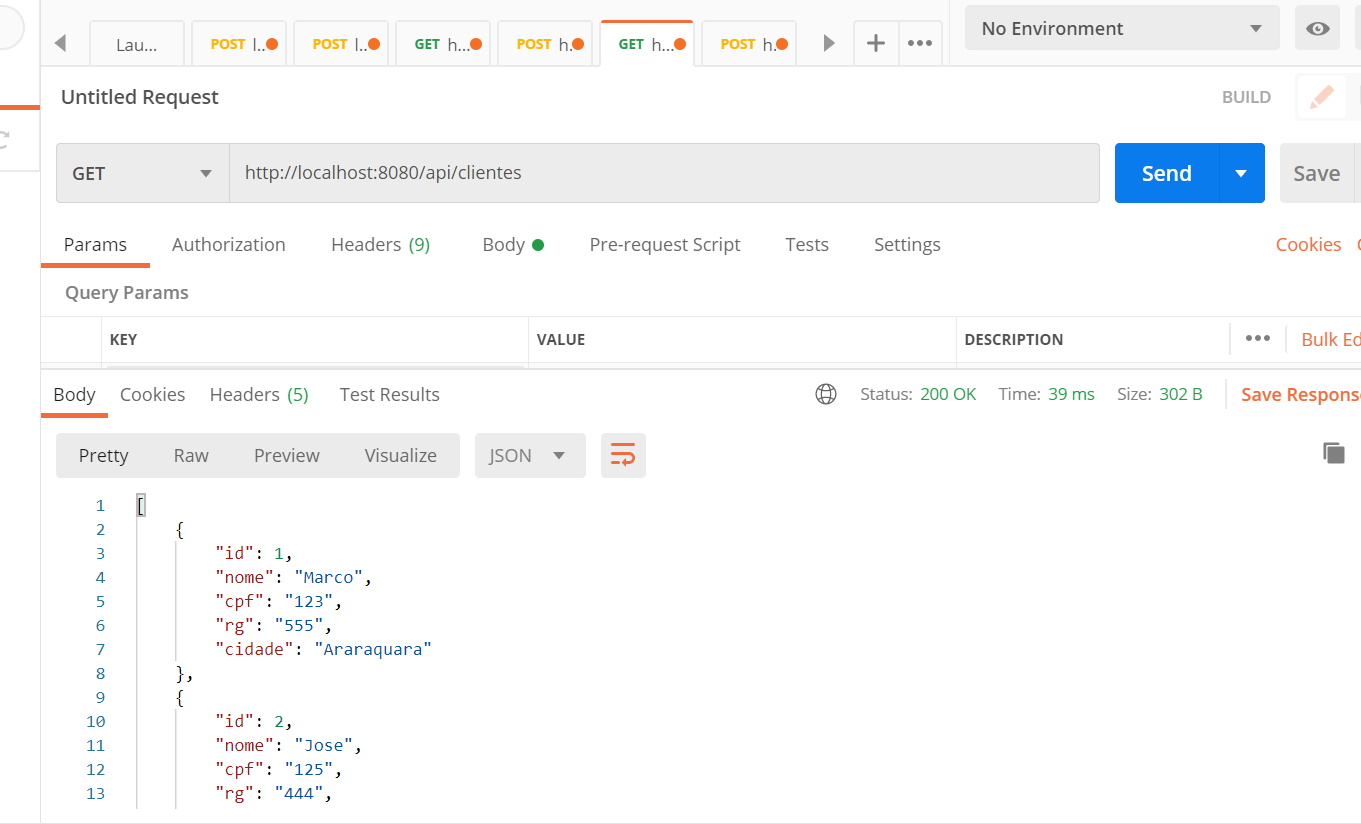 Lau... POST l.. POST l.. GET h... POST h. GET h... POST h. No Environment
Untitled Request BUILD
GET http://localhost:8080/api/clientes Send Save
Params Authorization Headers (9) Body Pre-request Script Tests Settings Cookies
Query Params
KEY VALUE DESCRIPTION ••• Bulk Ed
Body Cookies Headers (5) Test Results Status: 200 OK Time: 39 ms Size: 302 B Save Respons
Pretty Raw Preview Visualize JSON
1 [
2 {
3 "id": 1,
4 "nome": "Marco",
5 "cpf": "123",
6 "rg": "555",
7 "cidade": "Araraquara"
8 },
9 {
10 "id": 2,
11 "nome": "Jose",
12 "cpf": "125",
13 "rg": "444",